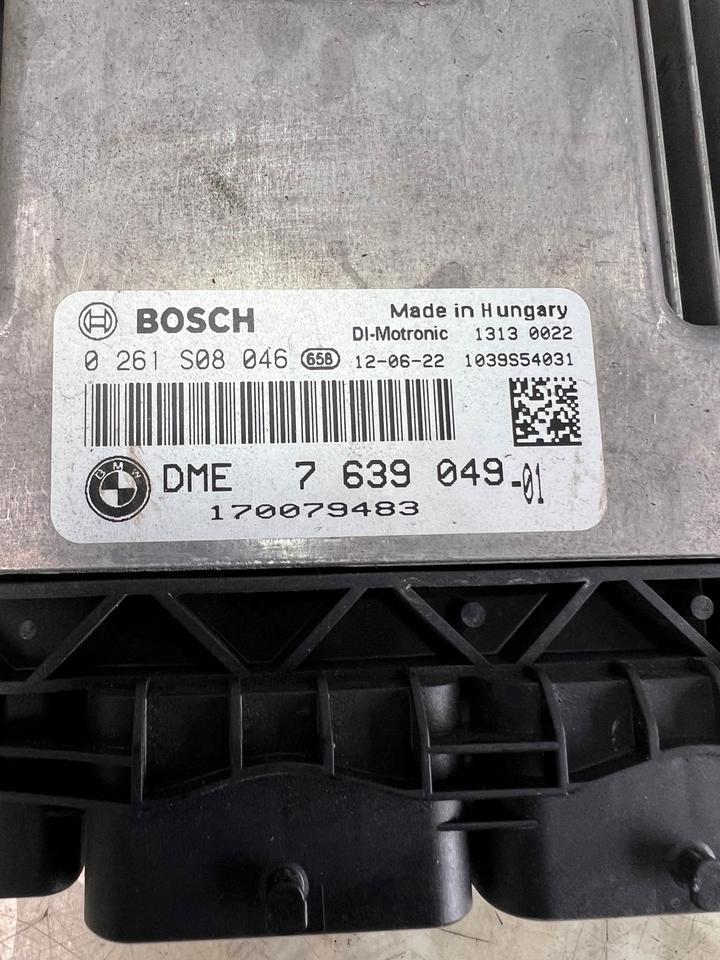 BOSCH Made in Hungary
DI-Motronic 1313 0022
0 261 S08 046 658 12-06-22 1039S54031
BMW DME 7 639 049-01
170079483